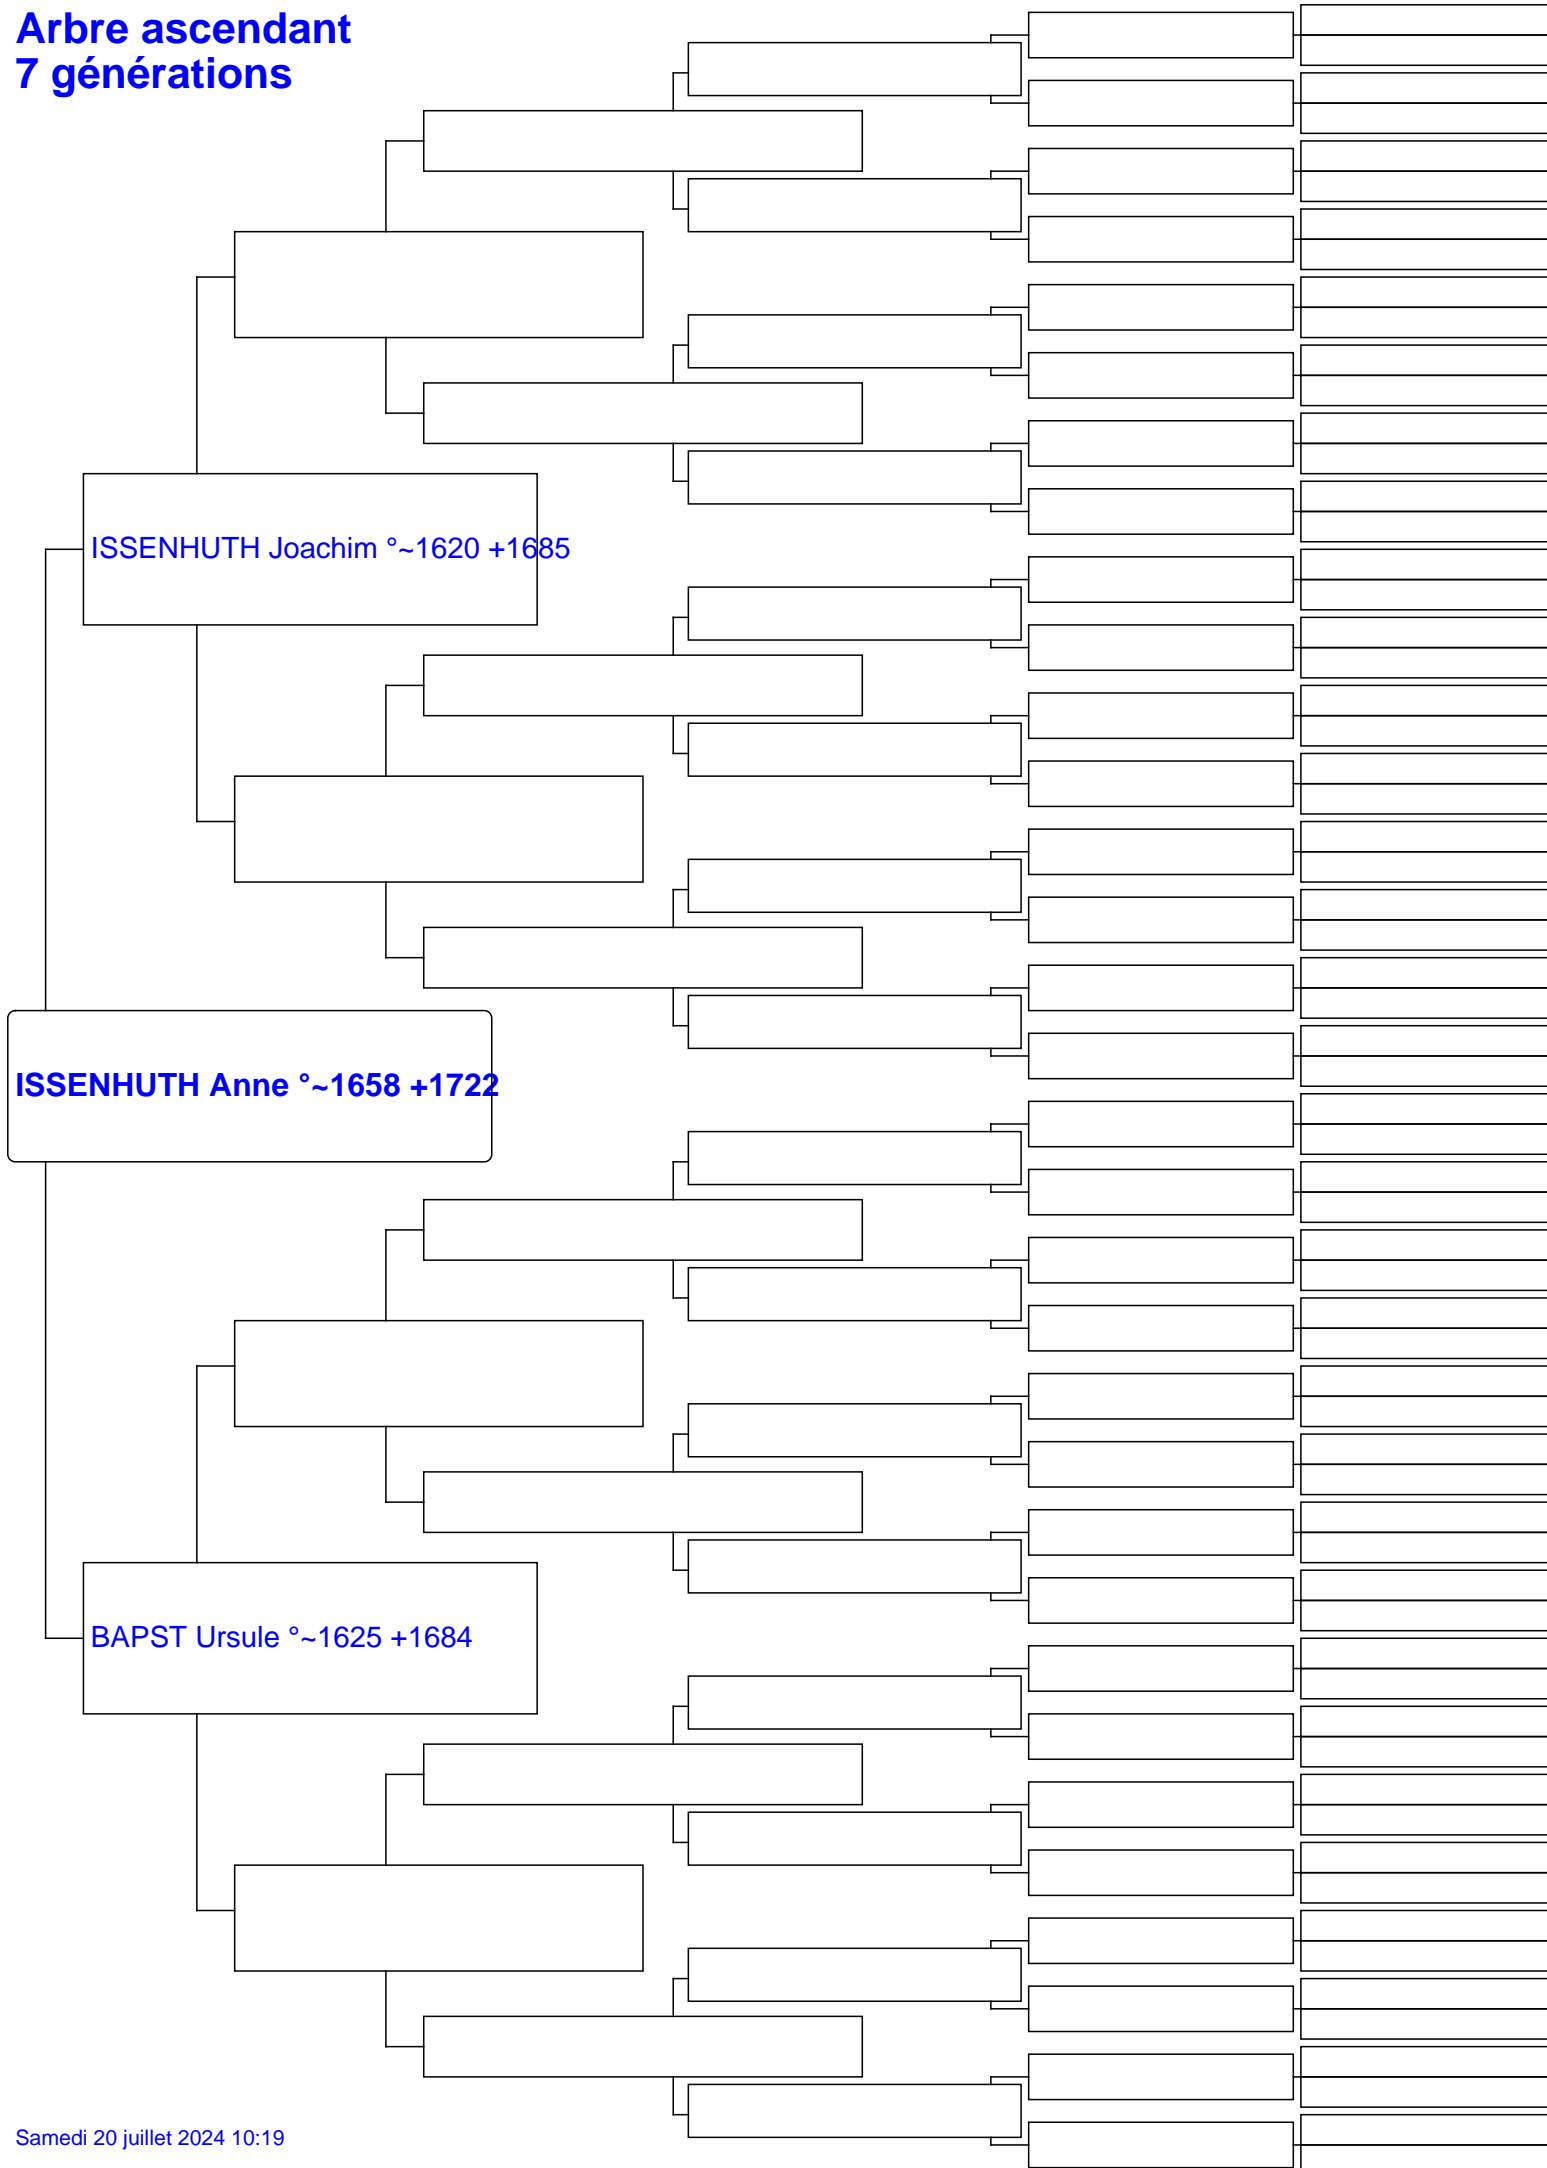 Arbre ascendant
7 générations
ISSENHUTH Joachim °~1620 +1685
ISSENHUTH Anne °~1658 +1722
BAPST Ursule °~1625 +1684
Samedi 20 juillet 2024 10:19